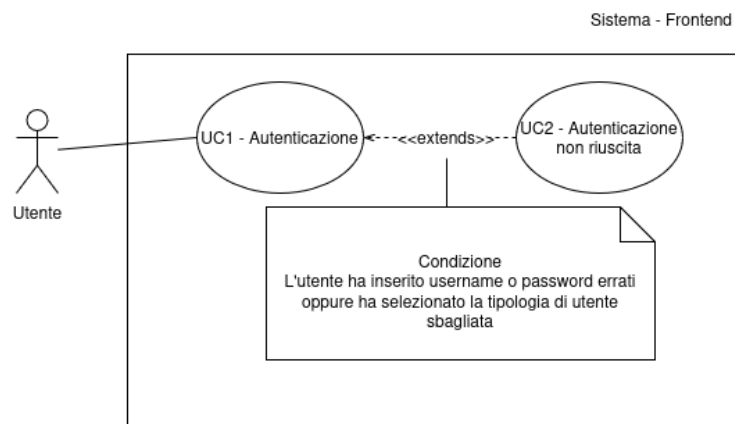 Sistema - Frontend
UC1 - Autenticazione
<<extends>>
UC2 - Autenticazione
non riuscita
Utente
Condizione
L'utente ha inserito username o password errati
oppure ha selezionato la tipologia di utente
sbagliata